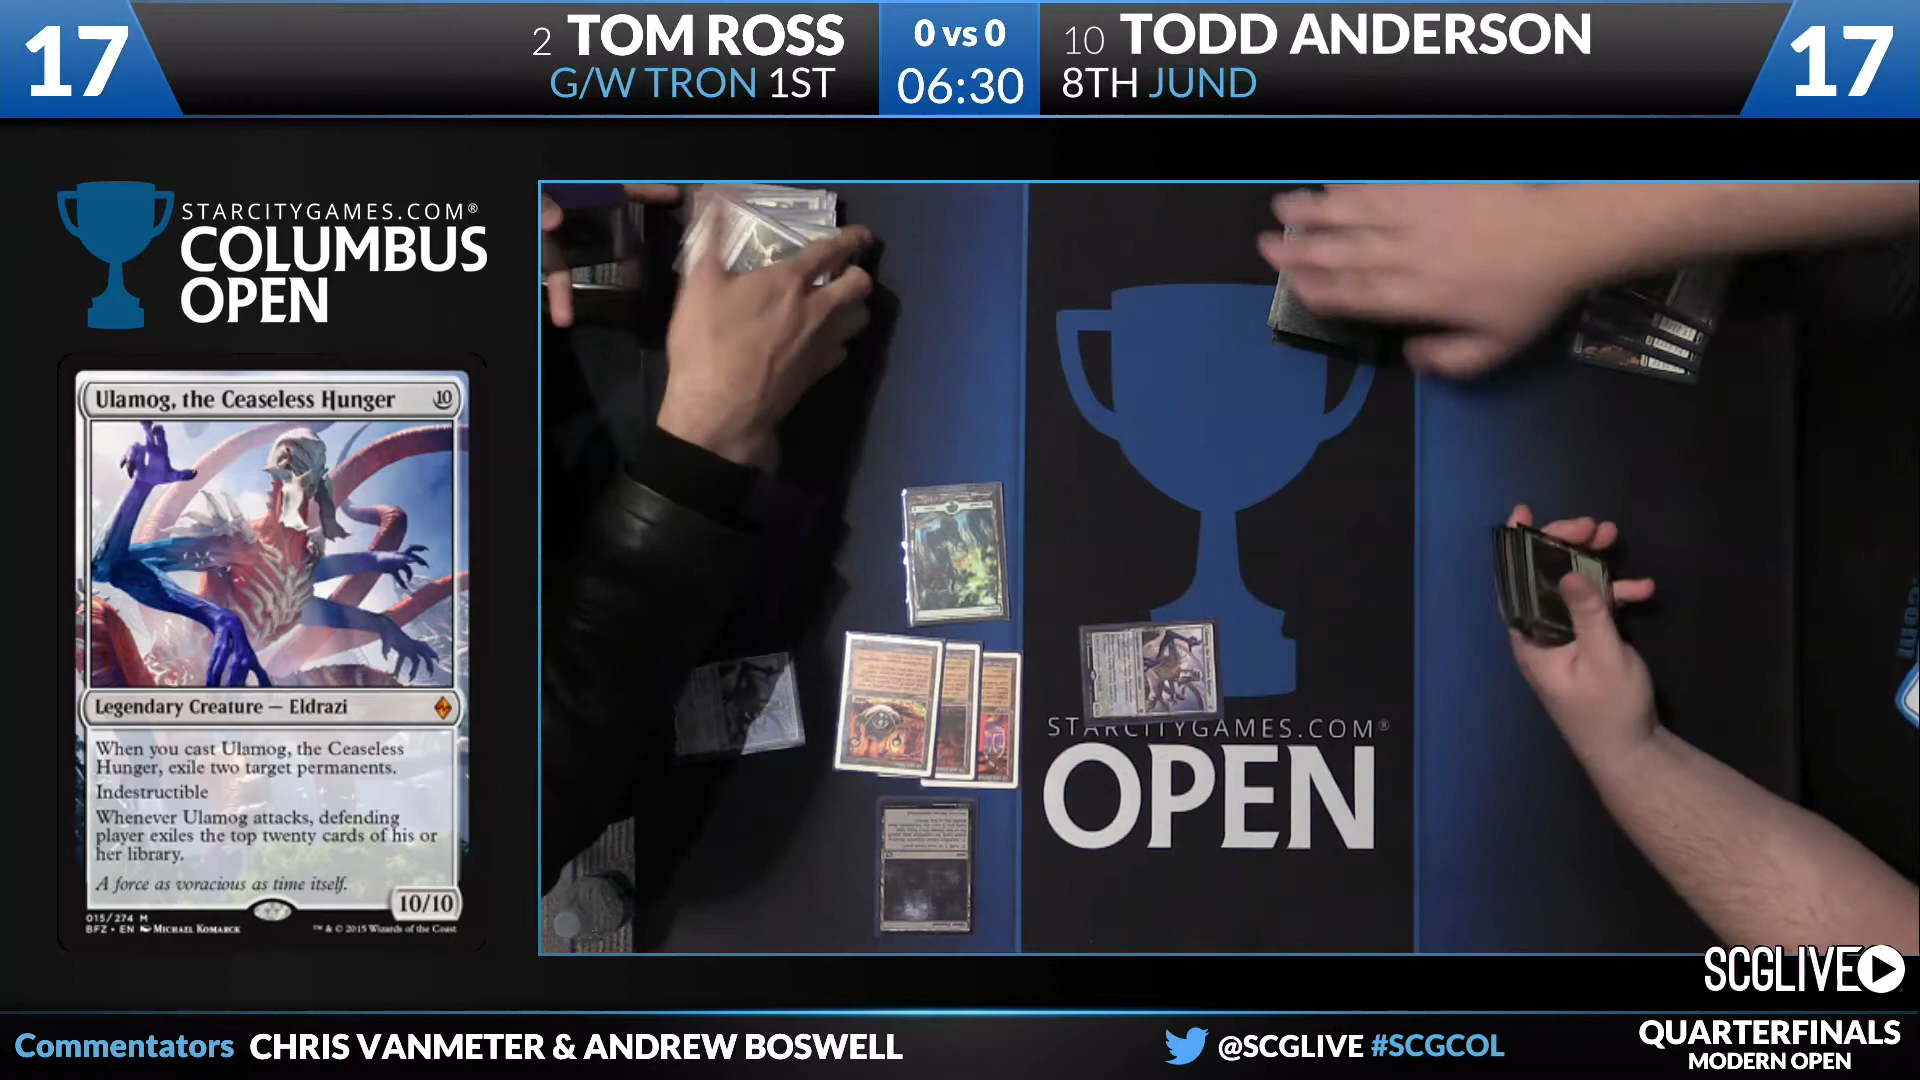 17
2 TOM ROSS
G/W TRON 1ST
0 vs 0
06:30
10 TODD ANDERSON
8TH JUND
17
STARCITYGAMES.COM®
COLUMBUS
OPEN
Ulamog, the Ceaseless Hunger 10
Legendary Creature — Eldrazi
When you cast Ulamog, the Ceaseless
Hunger, exile two target permanents.
Indestructible
Whenever Ulamog attacks, defending
player exiles the top twenty cards of his or
her library.
A force as voracious as time itself.
10/10
015/274 M
BFZ • EN Michael Komarck
™ & © 2015 Wizards of the Coast
STARCITYGAMES.COM®
OPEN
SCGLIVE
Commentators CHRIS VANMETER & ANDREW BOSWELL
@SCGLIVE #SCGCOL
QUARTERFINALS
MODERN OPEN